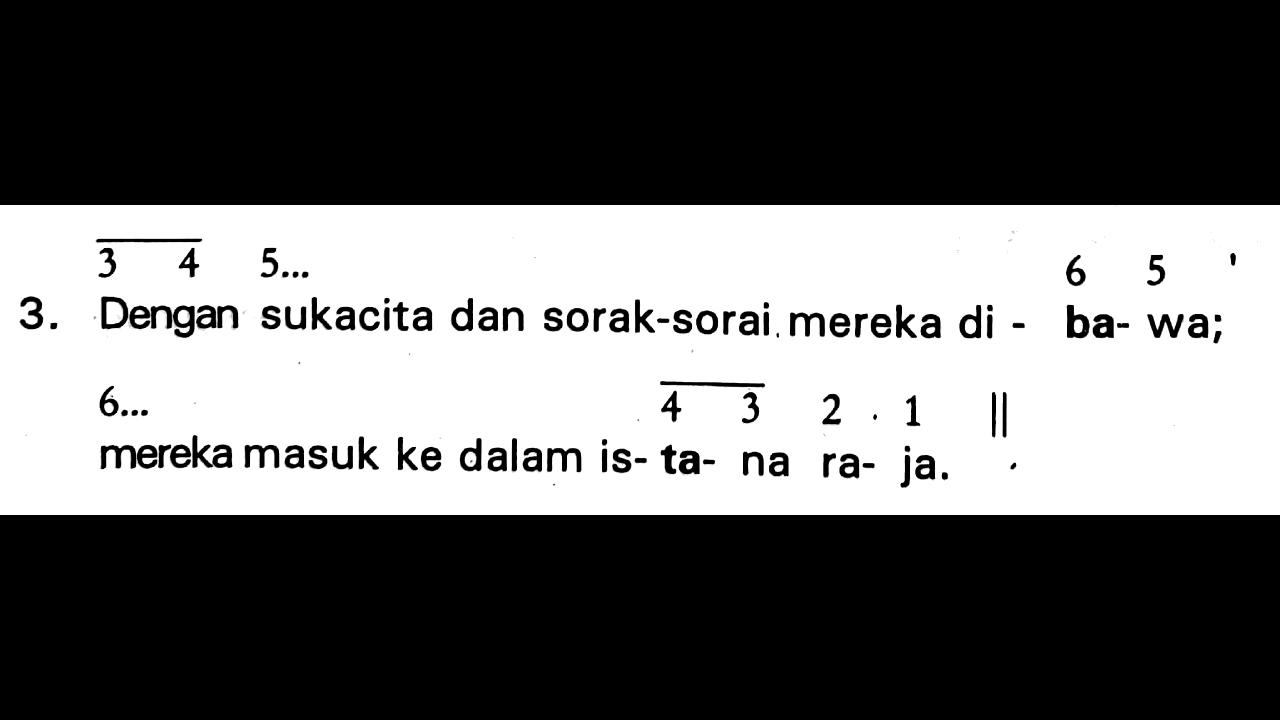 3 4 5... 6 5 '
3. Dengan sukacita dan sorak-sorai mereka di - ba- wa;
6... 4 3 2 . 1 ||
mereka masuk ke dalam is- ta- na ra- ja.